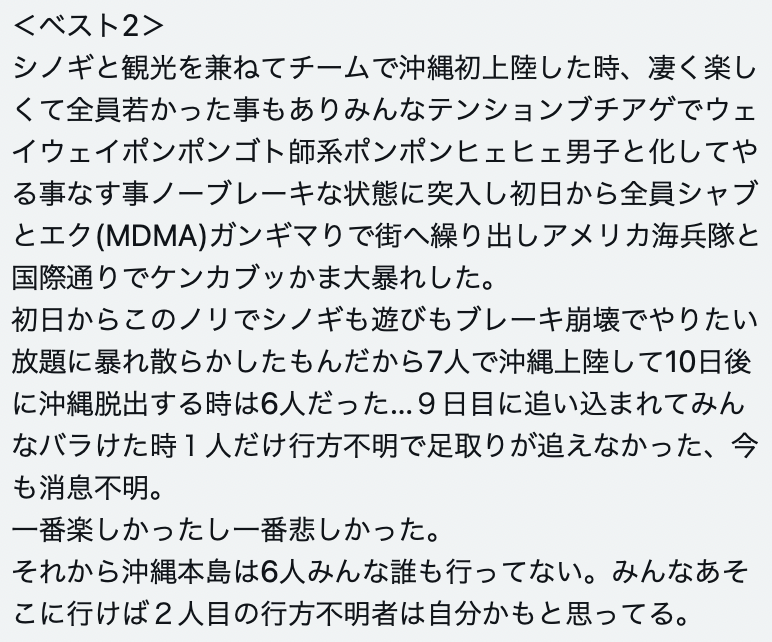 ＜ベスト2＞
シノギと観光を兼ねてチームで沖縄初上陸した時、凄く楽し
くて全員若かった事もありみんなテンションブチアゲでウェ
イウェイポンポンゴト師系ポンポンヒェヒェ男子と化してや
る事なす事ノーブレーキな状態に突入し初日から全員シャブ
とエク(MDMA)ガンギマりで街へ繰り出しアメリカ海兵隊と
国際通りでケンカブッかま大暴れした。
初日からこのノリでシノギも遊びもブレーキ崩壊でやりたい
放題に暴れ散らかしたもんだから7人で沖縄上陸して10日後
に沖縄脱出する時は6人だった...９日目に追い込まれてみん
なバラけた時１人だけ行方不明で足取りが追えなかった、今
も消息不明。
一番楽しかったし一番悲しかった。
それから沖縄本島は6人みんな誰も行ってない。みんなあそ
こに行けば２人目の行方不明者は自分かもと思ってる。